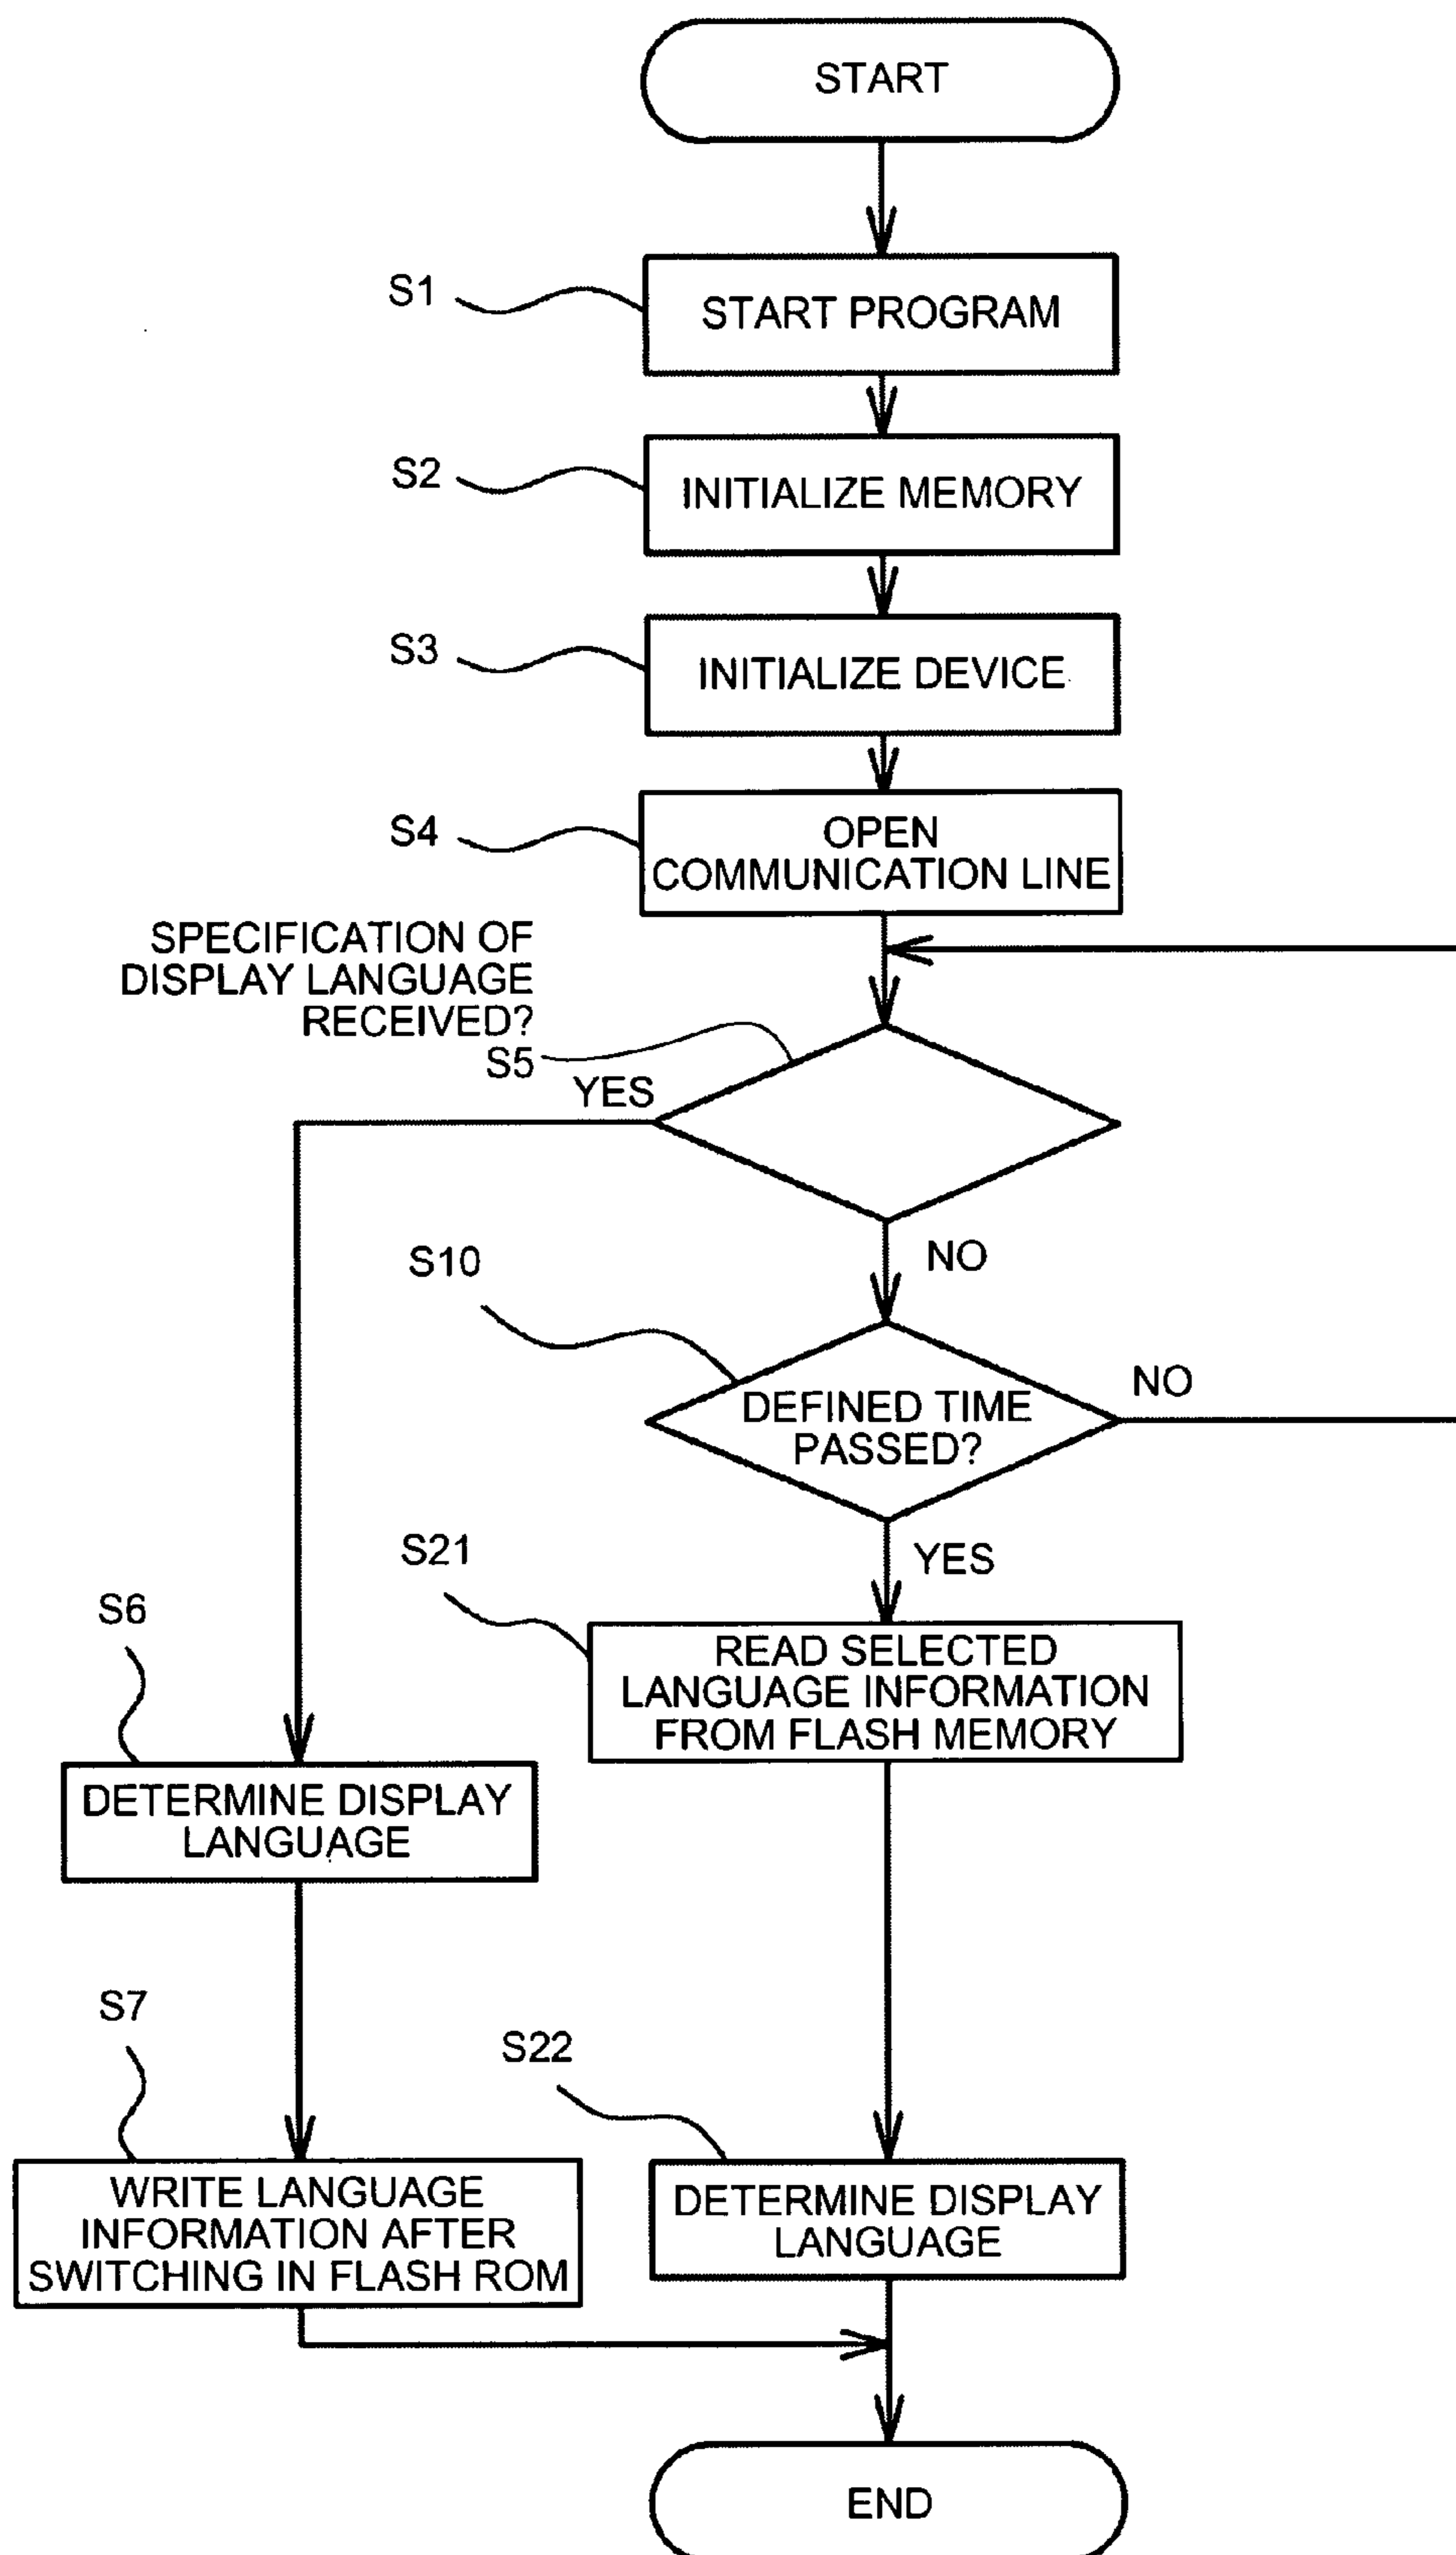 START
S1
START PROGRAM
S2
INITIALIZE MEMORY
S3
INITIALIZE DEVICE
S4
OPEN
COMMUNICATION LINE
SPECIFICATION OF
DISPLAY LANGUAGE
RECEIVED?
S5
YES
NO
S10
DEFINED TIME
PASSED?
NO
YES
S21
READ SELECTED
LANGUAGE INFORMATION
FROM FLASH MEMORY
S6
DETERMINE DISPLAY
LANGUAGE
S7
WRITE LANGUAGE
INFORMATION AFTER
SWITCHING IN FLASH ROM
S22
DETERMINE DISPLAY
LANGUAGE
END